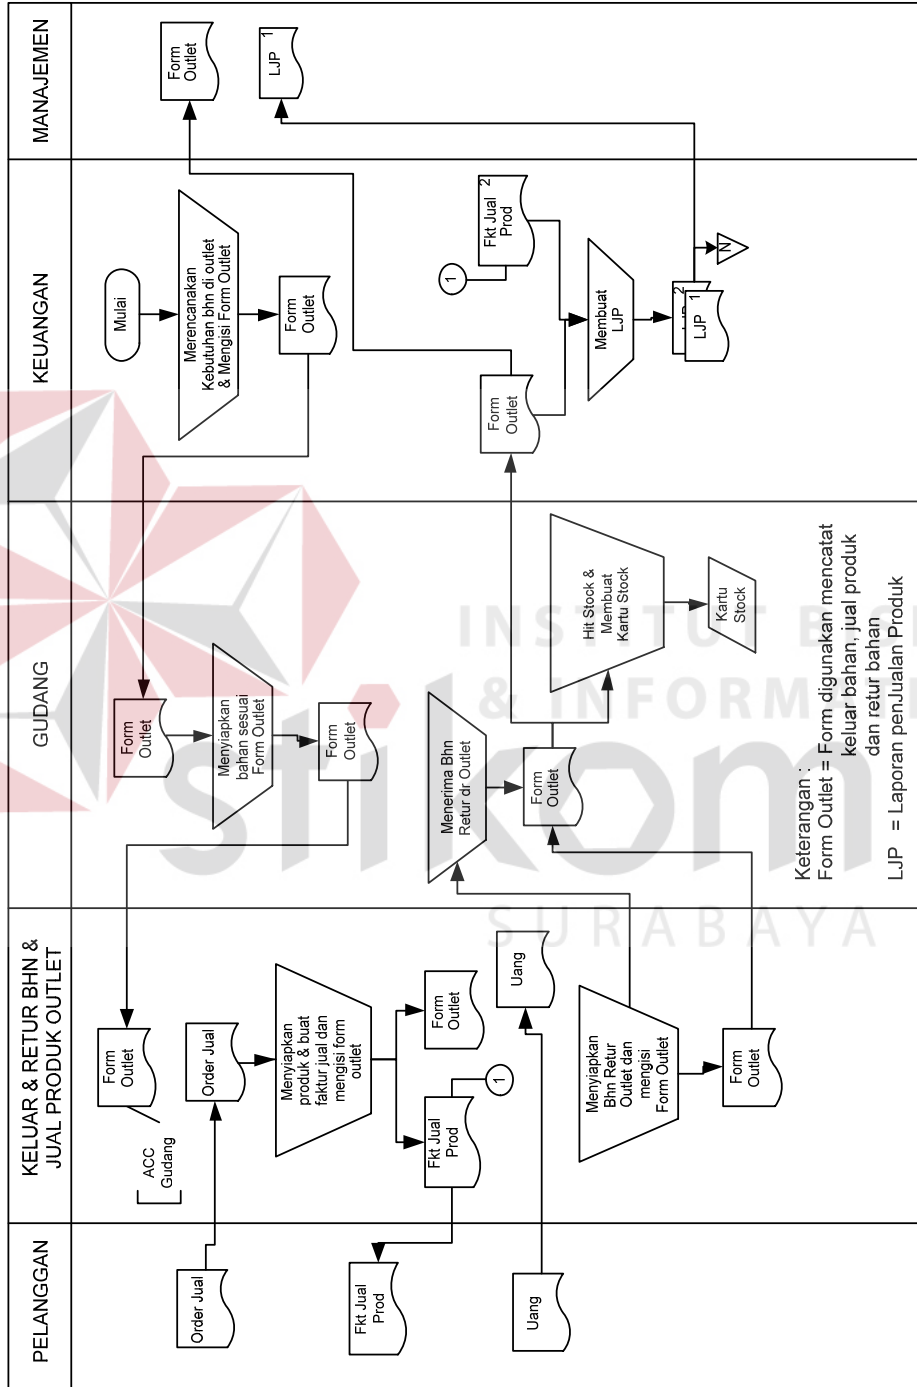 PELANGGAN
KELUAR & RETUR BHN &
JUAL PRODUK OUTLET
GUDANG
KEUANGAN
MANAJEMEN
Order Jual
Fkt Jual
Prod
Uang
Form
Outlet
ACC
Gudang
Order Jual
Menyiapkan
produk & buat
faktur jual dan
mengisi form
outlet
Fkt Jual
Prod
1
Form
Outlet
Uang
Menyiapkan
Bhn Retur
Outlet dan
mengisi
Form Outlet
Form
Outlet
Form
Outlet
Menyiapkan
bahan sesuai
Form Outlet
Form
Outlet
Menerima Bhn
Retur dr Outlet
Form
Outlet
Hit Stock &
Membuat
Kartu Stock
Kartu
Stock
Mulai
Merencanakan
Kebutuhan bhn di outlet
& Mengisi Form Outlet
Form
Outlet
1
Fkt Jual
Prod
2
Form
Outlet
Membuat
LJP
2
LJP
1
N
Form
Outlet
LJP
1
Keterangan :
Form Outlet = Form digunakan mencatat
keluar bahan, jual produk
dan retur bahan
LJP = Laporan penJualan Produk
INSTITUT BISI
& INFORM
stikom
SURABAYA